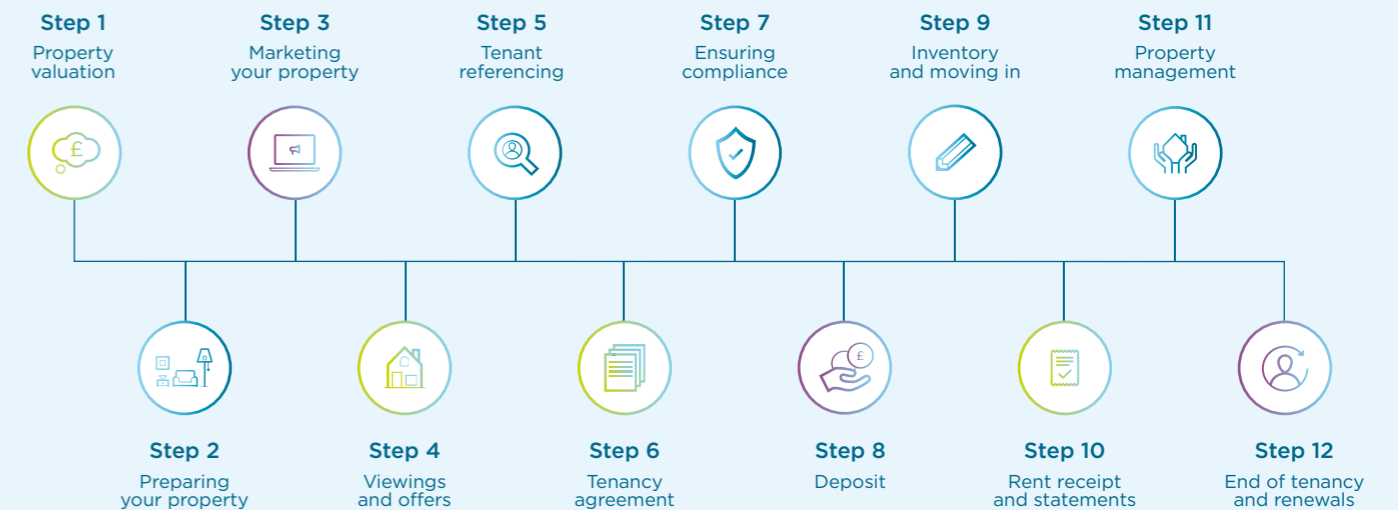 Step 1
Property
valuation
Step 2
Preparing
your property
Step 3
Marketing
your property
Step 4
Viewings
and offers
Step 5
Tenant
referencing
Step 6
Tenancy
agreement
Step 7
Ensuring
compliance
Step 8
Deposit
Step 9
Inventory
and moving in
Step 10
Rent receipt
and statements
Step 11
Property
management
Step 12
End of tenancy
and renewals
£
£